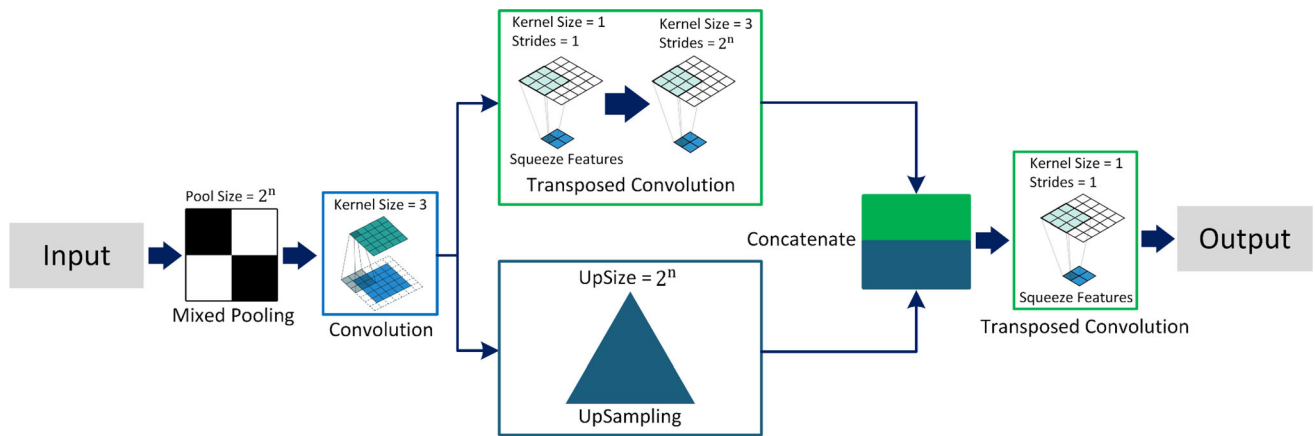 Input
Pool Size = 2ⁿ
Mixed Pooling
Kernel Size = 3
Convolution
Kernel Size = 1
Strides = 1
Squeeze Features
Kernel Size = 3
Strides = 2ⁿ
Transposed Convolution
UpSize = 2ⁿ
UpSampling
Concatenate
Kernel Size = 1
Strides = 1
Squeeze Features
Transposed Convolution
Output